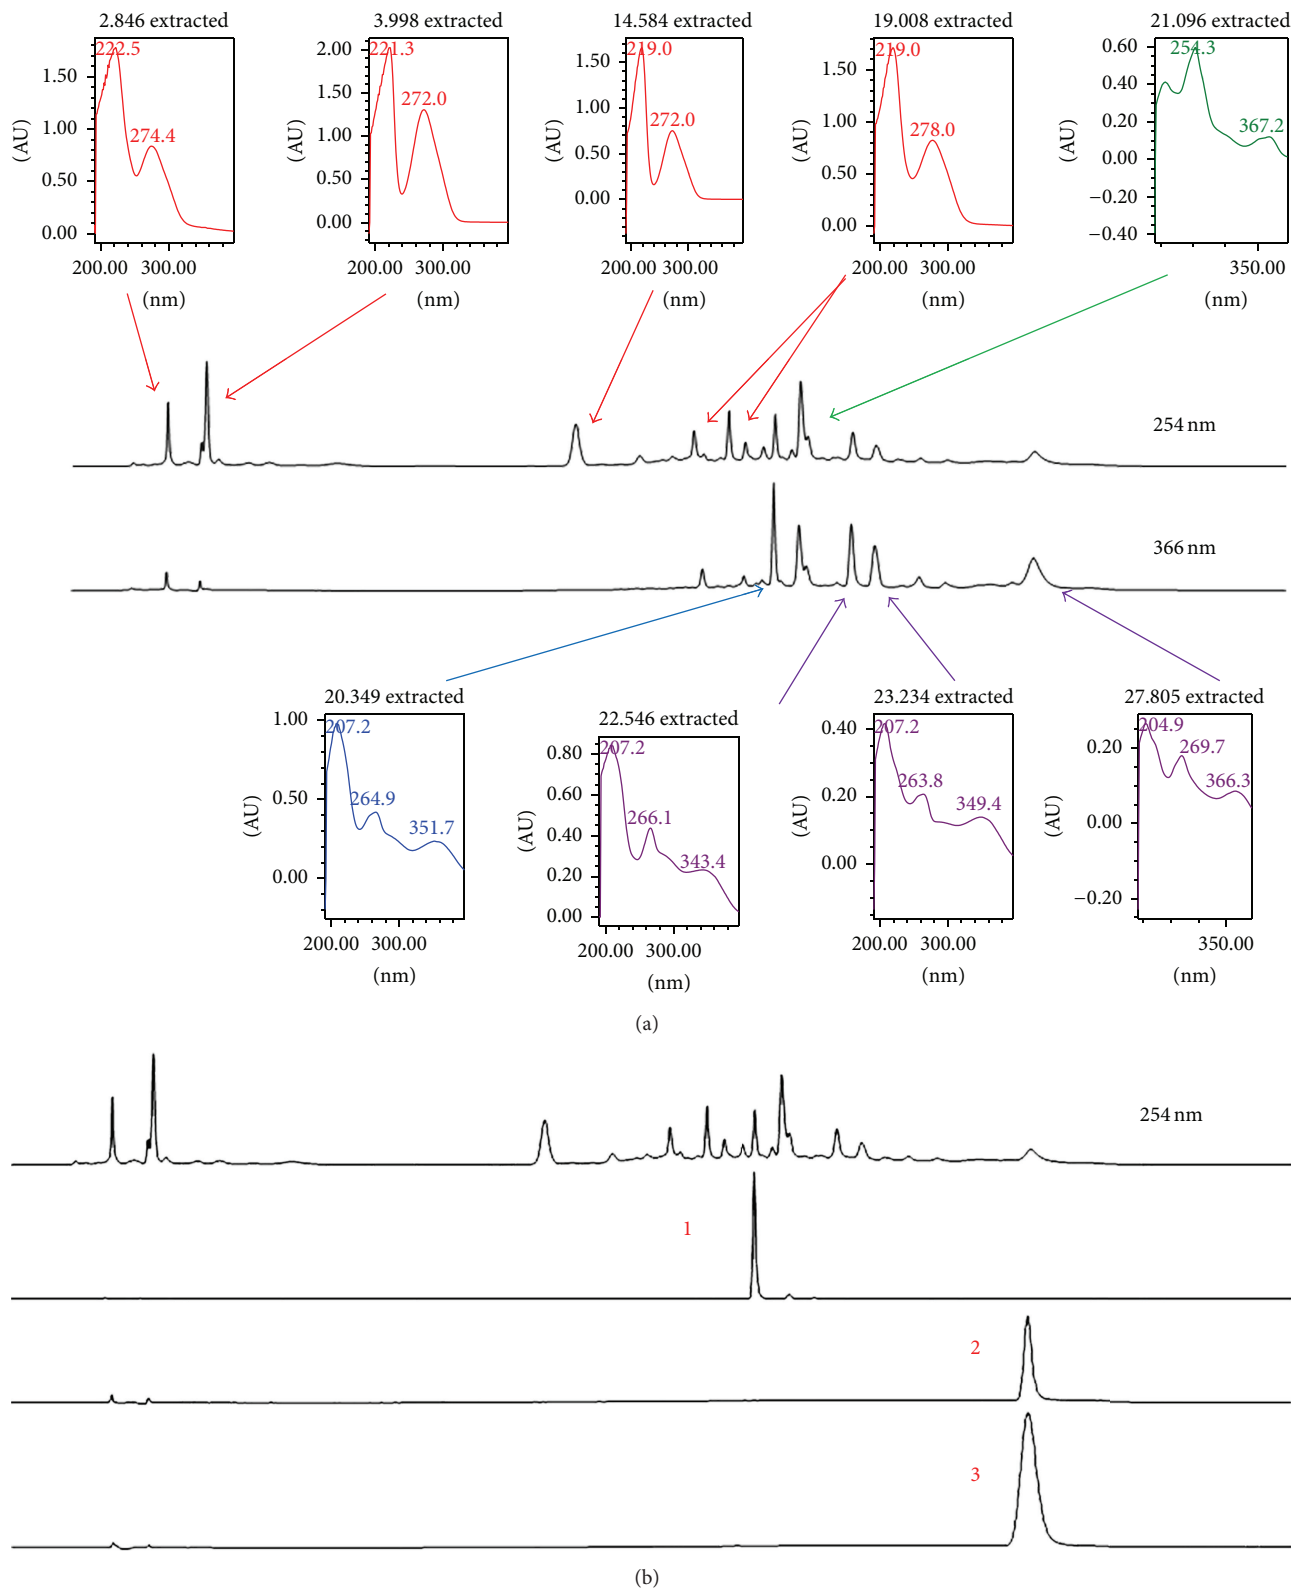 2.846 extracted
3.998 extracted
14.584 extracted
19.008 extracted
21.096 extracted
222.5
274.4
1.50
1.00
0.50
0.00
(AU)
200.00 300.00
(nm)
221.3
272.0
2.00
1.50
1.00
0.50
0.00
(AU)
200.00 300.00
(nm)
219.0
272.0
1.50
1.00
0.50
0.00
(AU)
200.00 300.00
(nm)
219.0
278.0
1.50
1.00
0.50
0.00
(AU)
200.00 300.00
(nm)
254.3
367.2
0.60
0.40
0.20
0.00
−0.20
−0.40
(AU)
350.00
(nm)
254 nm
366 nm
20.349 extracted
22.546 extracted
23.234 extracted
27.805 extracted
207.2
264.9
351.7
1.00
0.50
0.00
(AU)
200.00 300.00
(nm)
207.2
266.1
343.4
0.80
0.60
0.40
0.20
0.00
(AU)
200.00 300.00
(nm)
207.2
263.8
349.4
0.40
0.20
0.00
(AU)
200.00 300.00
(nm)
204.9
269.7
366.3
0.20
0.00
−0.20
(AU)
350.00
(nm)
(a)
254 nm
1
2
3
(b)